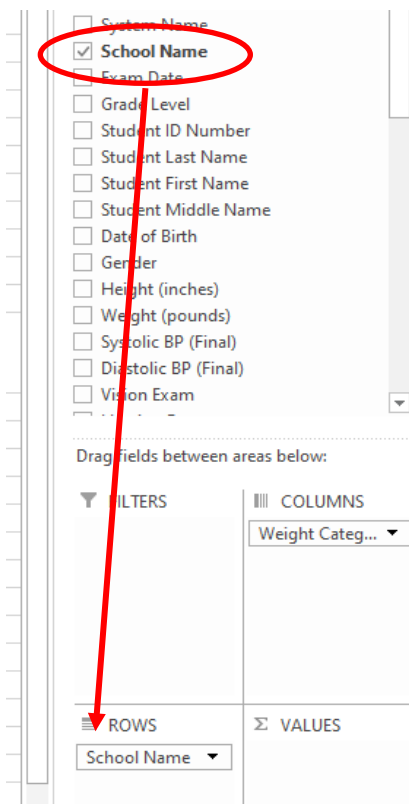 System Name
School Name
Exam Date
Grade Level
Student ID Number
Student Last Name
Student First Name
Student Middle Name
Date of Birth
Gender
Height (inches)
Weight (pounds)
Systolic BP (Final)
Diastolic BP (Final)
Vision Exam
Drag fields between areas below:
FILTERS
COLUMNS
Weight Categ...
ROWS
Σ VALUES
School Name